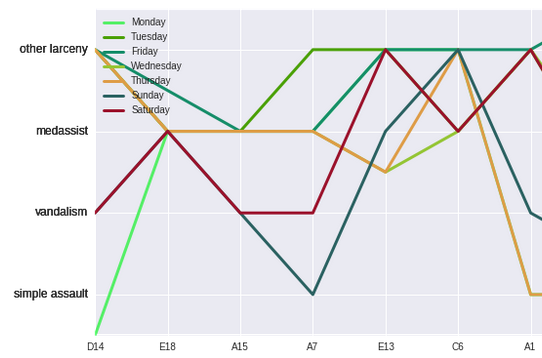 other larceny
medassist
vandalism
simple assault
Monday
Tuesday
Friday
Wednesday
Thursday
Sunday
Saturday
D14 E18 A15 A7 E13 C6 A1